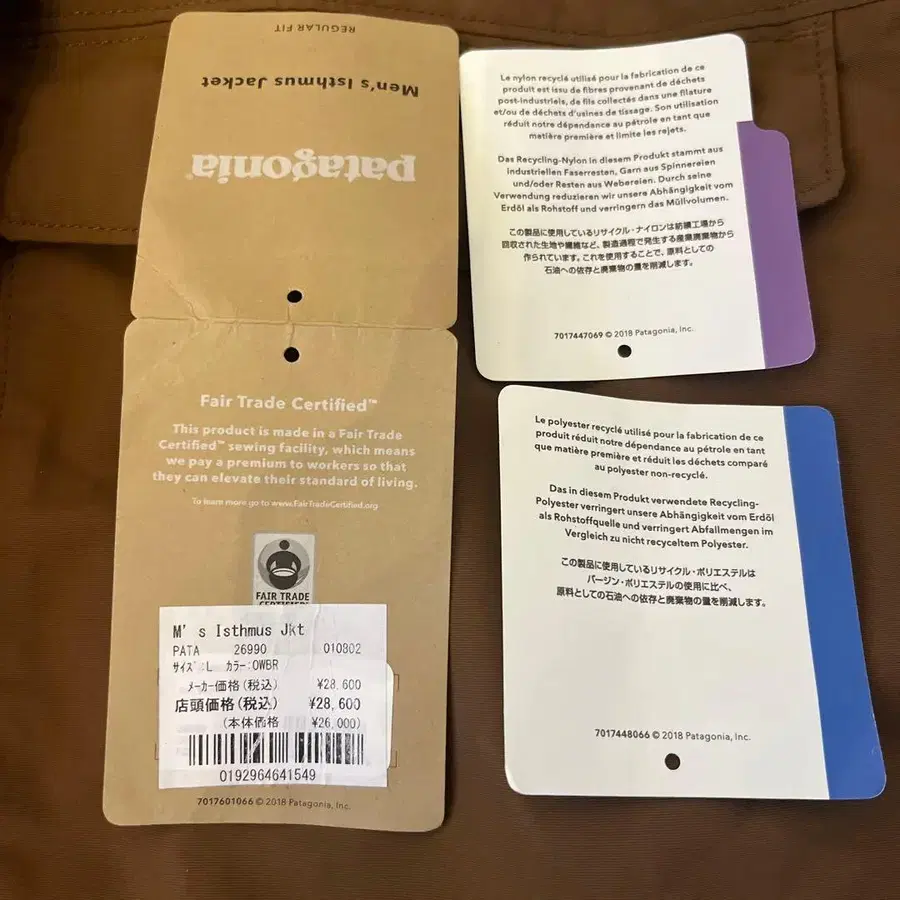 REGULAR FIT
Men's Isthmus Jacket
patagonia®
Fair Trade Certified™
This product is made in a Fair Trade
Certified™ sewing facility, which means
we pay a premium to workers so that
they can elevate their standard of living.
To learn more go to www.FairTradeCertified.org
FAIR TRADE
CERTIFIED
M's Isthmus Jkt
PATA 26990 010802
サイズ:L カラー:OWBR
メーカー価格(税込) ¥28,600
店頭価格(税込) ¥28,600
(本体価格 ¥26,000)
0192964641549
7017601066 © 2018 Patagonia, Inc.
Le nylon recyclé utilisé pour la fabrication de ce
produit est issu de fibres provenant de déchets
post-industriels, de fils collectés dans une filature
et/ou de déchets d'usines de tissage. Son utilisation
réduit notre dépendance au pétrole en tant que
matière première et limite les rejets.
Das Recycling-Nylon in diesem Produkt stammt aus
industriellen Faserresten, Garn aus Spinnereien
und/oder Resten aus Webereien. Durch seine
Verwendung reduzieren wir unsere Abhängigkeit vom
Erdöl als Rohstoff und verringern das Müllvolumen.
この製品に使用しているリサイクル・ナイロンは紡績工場から
回収された生地や繊維など、製造過程で発生する産業廃棄物から
作られています。これを使用することで、原料としての
石油への依存と廃棄物の量を削減します。
7017447069 © 2018 Patagonia, Inc.
Le polyester recyclé utilisé pour la fabrication de ce
produit réduit notre dépendance au pétrole en tant
que matière première et réduit les déchets comparé
au polyester non-recyclé.
Das in diesem Produkt verwendete Recycling-
Polyester verringert unsere Abhängigkeit vom Erdöl
als Rohstoffquelle und verringert Abfallmengen im
Vergleich zu nicht recyceltem Polyester.
この製品に使用しているリサイクル・ポリエステルは
バージン・ポリエステルの使用に比べ、
原料としての石油への依存と廃棄物の量を削減します。
7017448066 © 2018 Patagonia, Inc.